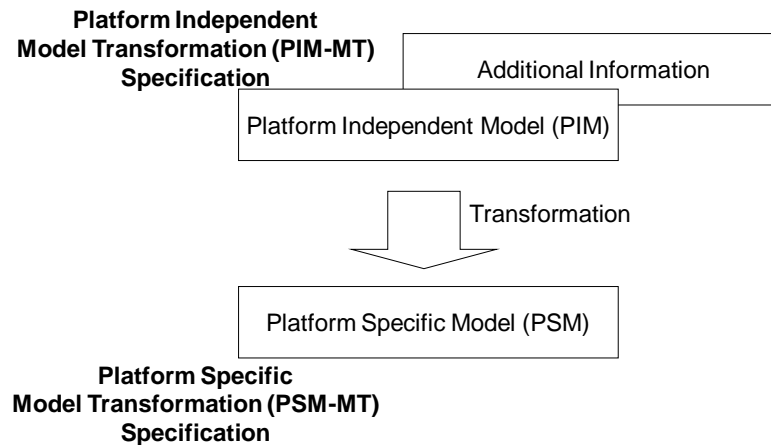 Platform Independent
Model Transformation (PIM-MT)
Specification
Additional Information
Platform Independent Model (PIM)
Transformation
Platform Specific Model (PSM)
Platform Specific
Model Transformation (PSM-MT)
Specification